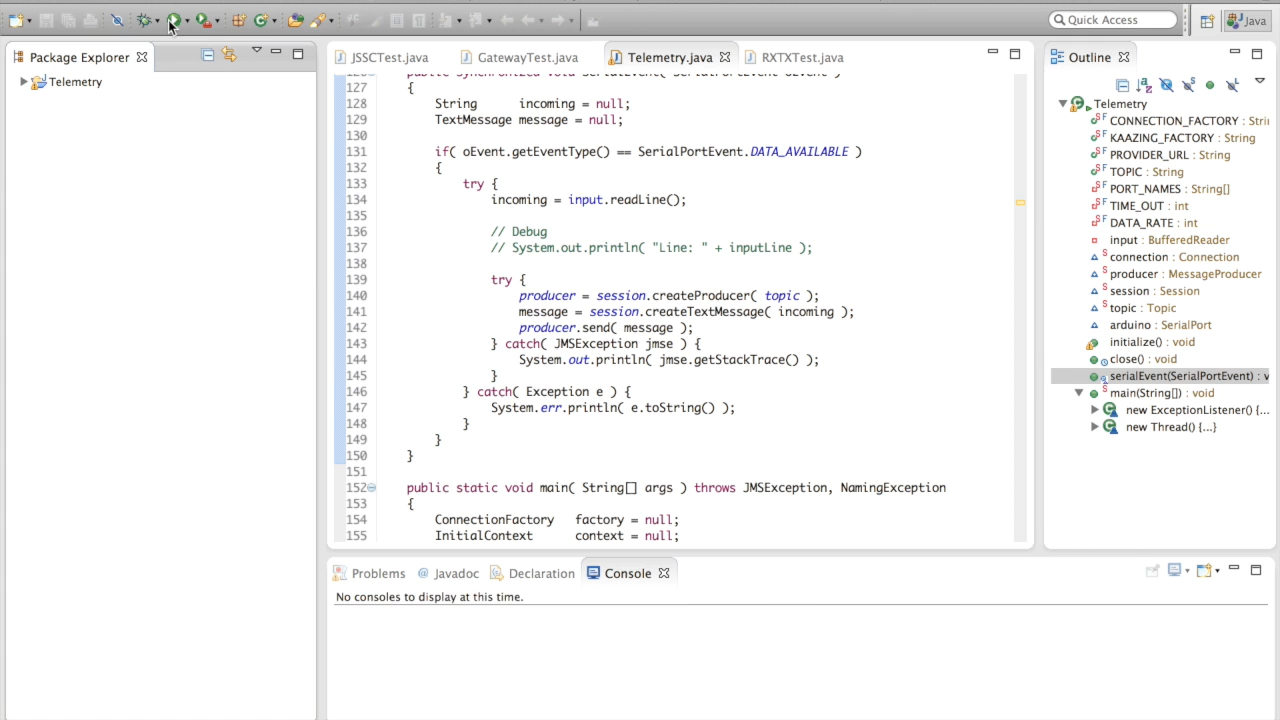 Quick Access
Java
Package Explorer
Telemetry
JSSCTest.java
GatewayTest.java
Telemetry.java
RXTXTest.java
127 {
128 String incoming = null;
129 TextMessage message = null;
130
131 if( oEvent.getEventType() == SerialPortEvent.DATA_AVAILABLE )
132 {
133 try {
134 incoming = input.readLine();
135
136 // Debug
137 // System.out.println( "Line: " + inputLine );
138
139 try {
140 producer = session.createProducer( topic );
141 message = session.createTextMessage( incoming );
142 producer.send( message );
143 } catch( JMSException jmse ) {
144 System.out.println( jmse.getStackTrace() );
145 }
146 } catch( Exception e ) {
147 System.err.println( e.toString() );
148 }
149 }
150 }
151
152 public static void main( String[] args ) throws JMSException, NamingException
153 {
154 ConnectionFactory factory = null;
155 InitialContext context = null;
Outline
Telemetry
CONNECTION_FACTORY : Stri
KAAZING_FACTORY : String
PROVIDER_URL : String
TOPIC : String
PORT_NAMES : String[]
TIME_OUT : int
DATA_RATE : int
input : BufferedReader
connection : Connection
producer : MessageProducer
session : Session
topic : Topic
arduino : SerialPort
initialize() : void
close() : void
serialEvent(SerialPortEvent) : v
main(String[]) : void
new ExceptionListener() {...
new Thread() {...}
Problems
Javadoc
Declaration
Console
No consoles to display at this time.